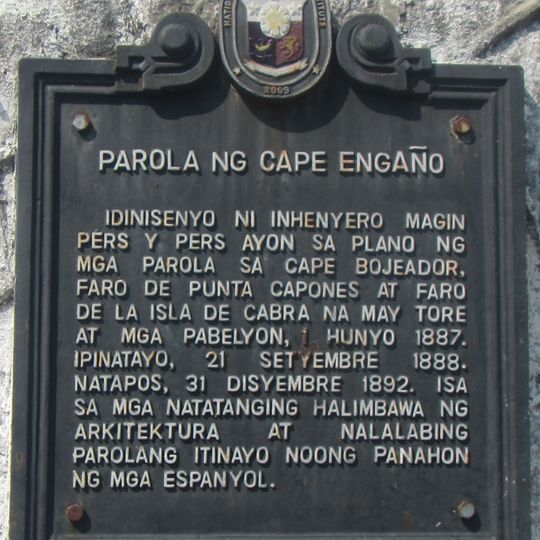 2009
PAROLA NG CAPE ENGAÑO
IDINISENYO NI INHENYERO MAGIN
PERS Y PERS AYON SA PLANO NG
MGA PAROLA SA CAPE BOJEADOR,
FARO DE PUNTA CAPONES AT FARO
DE LA ISLA DE CABRA NA MAY TORE
AT MGA PABELYON, 1 HUNYO 1887.
IPINATAYO, 21 SETYEMBRE 1888.
NATAPOS, 31 DISYEMBRE 1892. ISA
SA MGA NATATANGING HALIMBAWA NG
ARKITEKTURA AT NALALABING
PAROLANG ITINAYO NOONG PANAHON
NG MGA ESPANYOL.